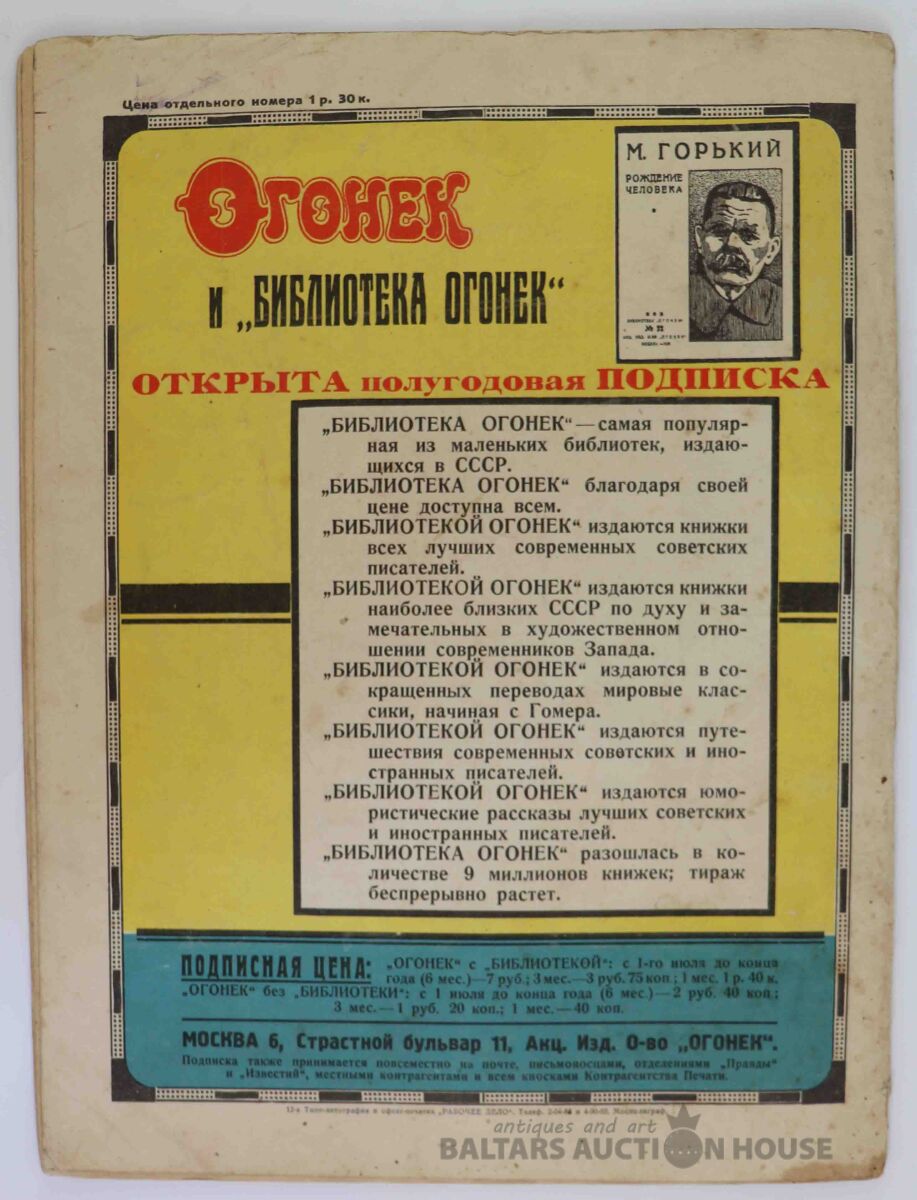 Цена отдельного номера 1 р. 30 к.
ОГОНЕК
и „БИБЛИОТЕКА ОГОНЕК“
М. ГОРЬКИЙ
РОЖДЕНИЕ
ЧЕЛОВЕКА
ОТКРЫТА полугодовая ПОДПИСКА
„БИБЛИОТЕКА ОГОНЕК“—самая популяр-
ная из маленьких библиотек, издаю-
щихся в СССР.
„БИБЛИОТЕКА ОГОНЕК“ благодаря своей
цене доступна всем.
„БИБЛИОТЕКОЙ ОГОНЕК“ издаются книжки
всех лучших современных советских
писателей.
„БИБЛИОТЕКОЙ ОГОНЕК“ издаются книжки
наиболее близких СССР по духу и за-
мечательных в художественном отно-
шении современников Запада.
„БИБЛИОТЕКОЙ ОГОНЕК“ издаются в со-
кращенных переводах мировые клас-
сики, начиная с Гомера.
„БИБЛИОТЕКОЙ ОГОНЕК“ издаются путе-
шествия современных советских и ино-
странных писателей.
„БИБЛИОТЕКОЙ ОГОНЕК“ издаются юмо-
ристические рассказы лучших советских
и иностранных писателей.
„БИБЛИОТЕКА ОГОНЕК“ разошлась в ко-
личестве 9 миллионов книжек; тираж
беспрерывно растет.
ПОДПИСНАЯ ЦЕНА: „ОГОНЕК“ с „БИБЛИОТЕКОЙ“: с 1-го июля до конца
года (6 мес.)—7 руб.; 3 мес.—3 руб. 75 коп.; 1 мес. 1 р. 40 к.
„ОГОНЕК“ без „БИБЛИОТЕКИ“: с 1 июля до конца года (6 мес.)—2 руб. 40 коп.;
3 мес.—1 руб. 20 коп.; 1 мес.—40 коп.
МОСКВА 6, Страстной бульвар 11, Акц. Изд. О-во „ОГОНЕК“.
Подписка также принимается повсеместно на почте, письмоносцами, отделениями „Правды“
и „Известий“, местными контрагентами и всеми киосками Контрагентства Печати.
„РАБОЧЕЕ ДЕЛО“. Телеф.
antiques and art
BALTARS AUCTION HOUSE